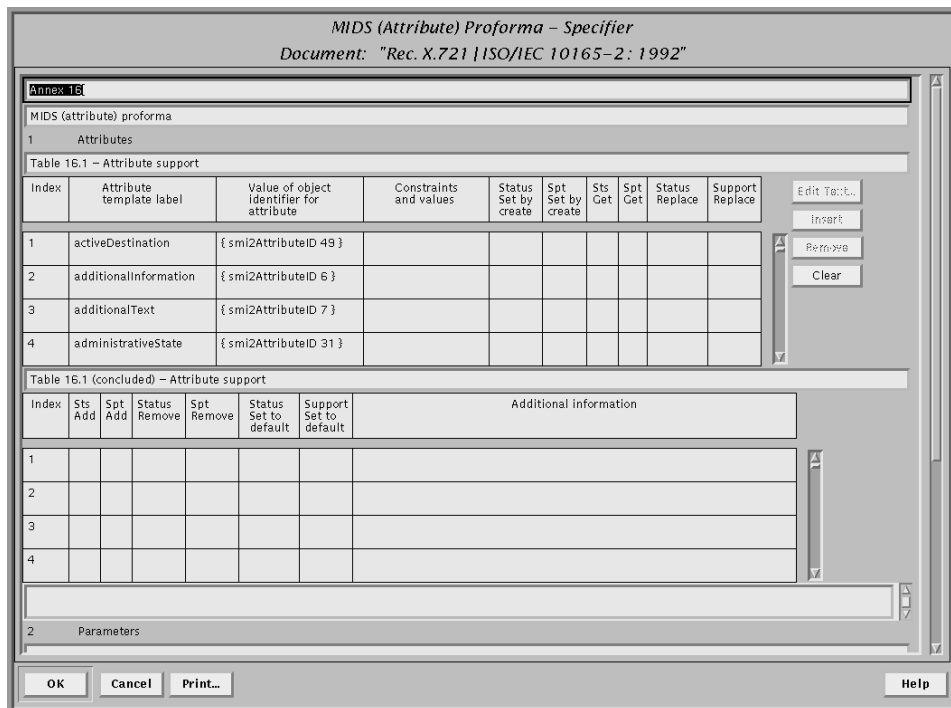 MIDS (Attribute) Proforma – Specifier
Document: "Rec. X.721 | ISO/IEC 10165–2 : 1992"
Annex 16
MIDS (attribute) proforma
1 Attributes
Table 16.1 – Attribute support
Index Attribute template label Value of object identifier for attribute Constraints and values Status Set by create Spt Set by create Sts Get Spt Get Status Replace Support Replace
Edit Text..
Insert
Remove
Clear
1 activeDestination { smi2AttributeID 49 }
2 additionalInformation { smi2AttributeID 6 }
3 additionalText { smi2AttributeID 7 }
4 administrativeState { smi2AttributeID 31 }
Table 16.1 (concluded) – Attribute support
Index Sts Add Spt Add Status Remove Spt Remove Status Set to default Support Set to default Additional information
1
2
3
4
2 Parameters
OK Cancel Print... Help